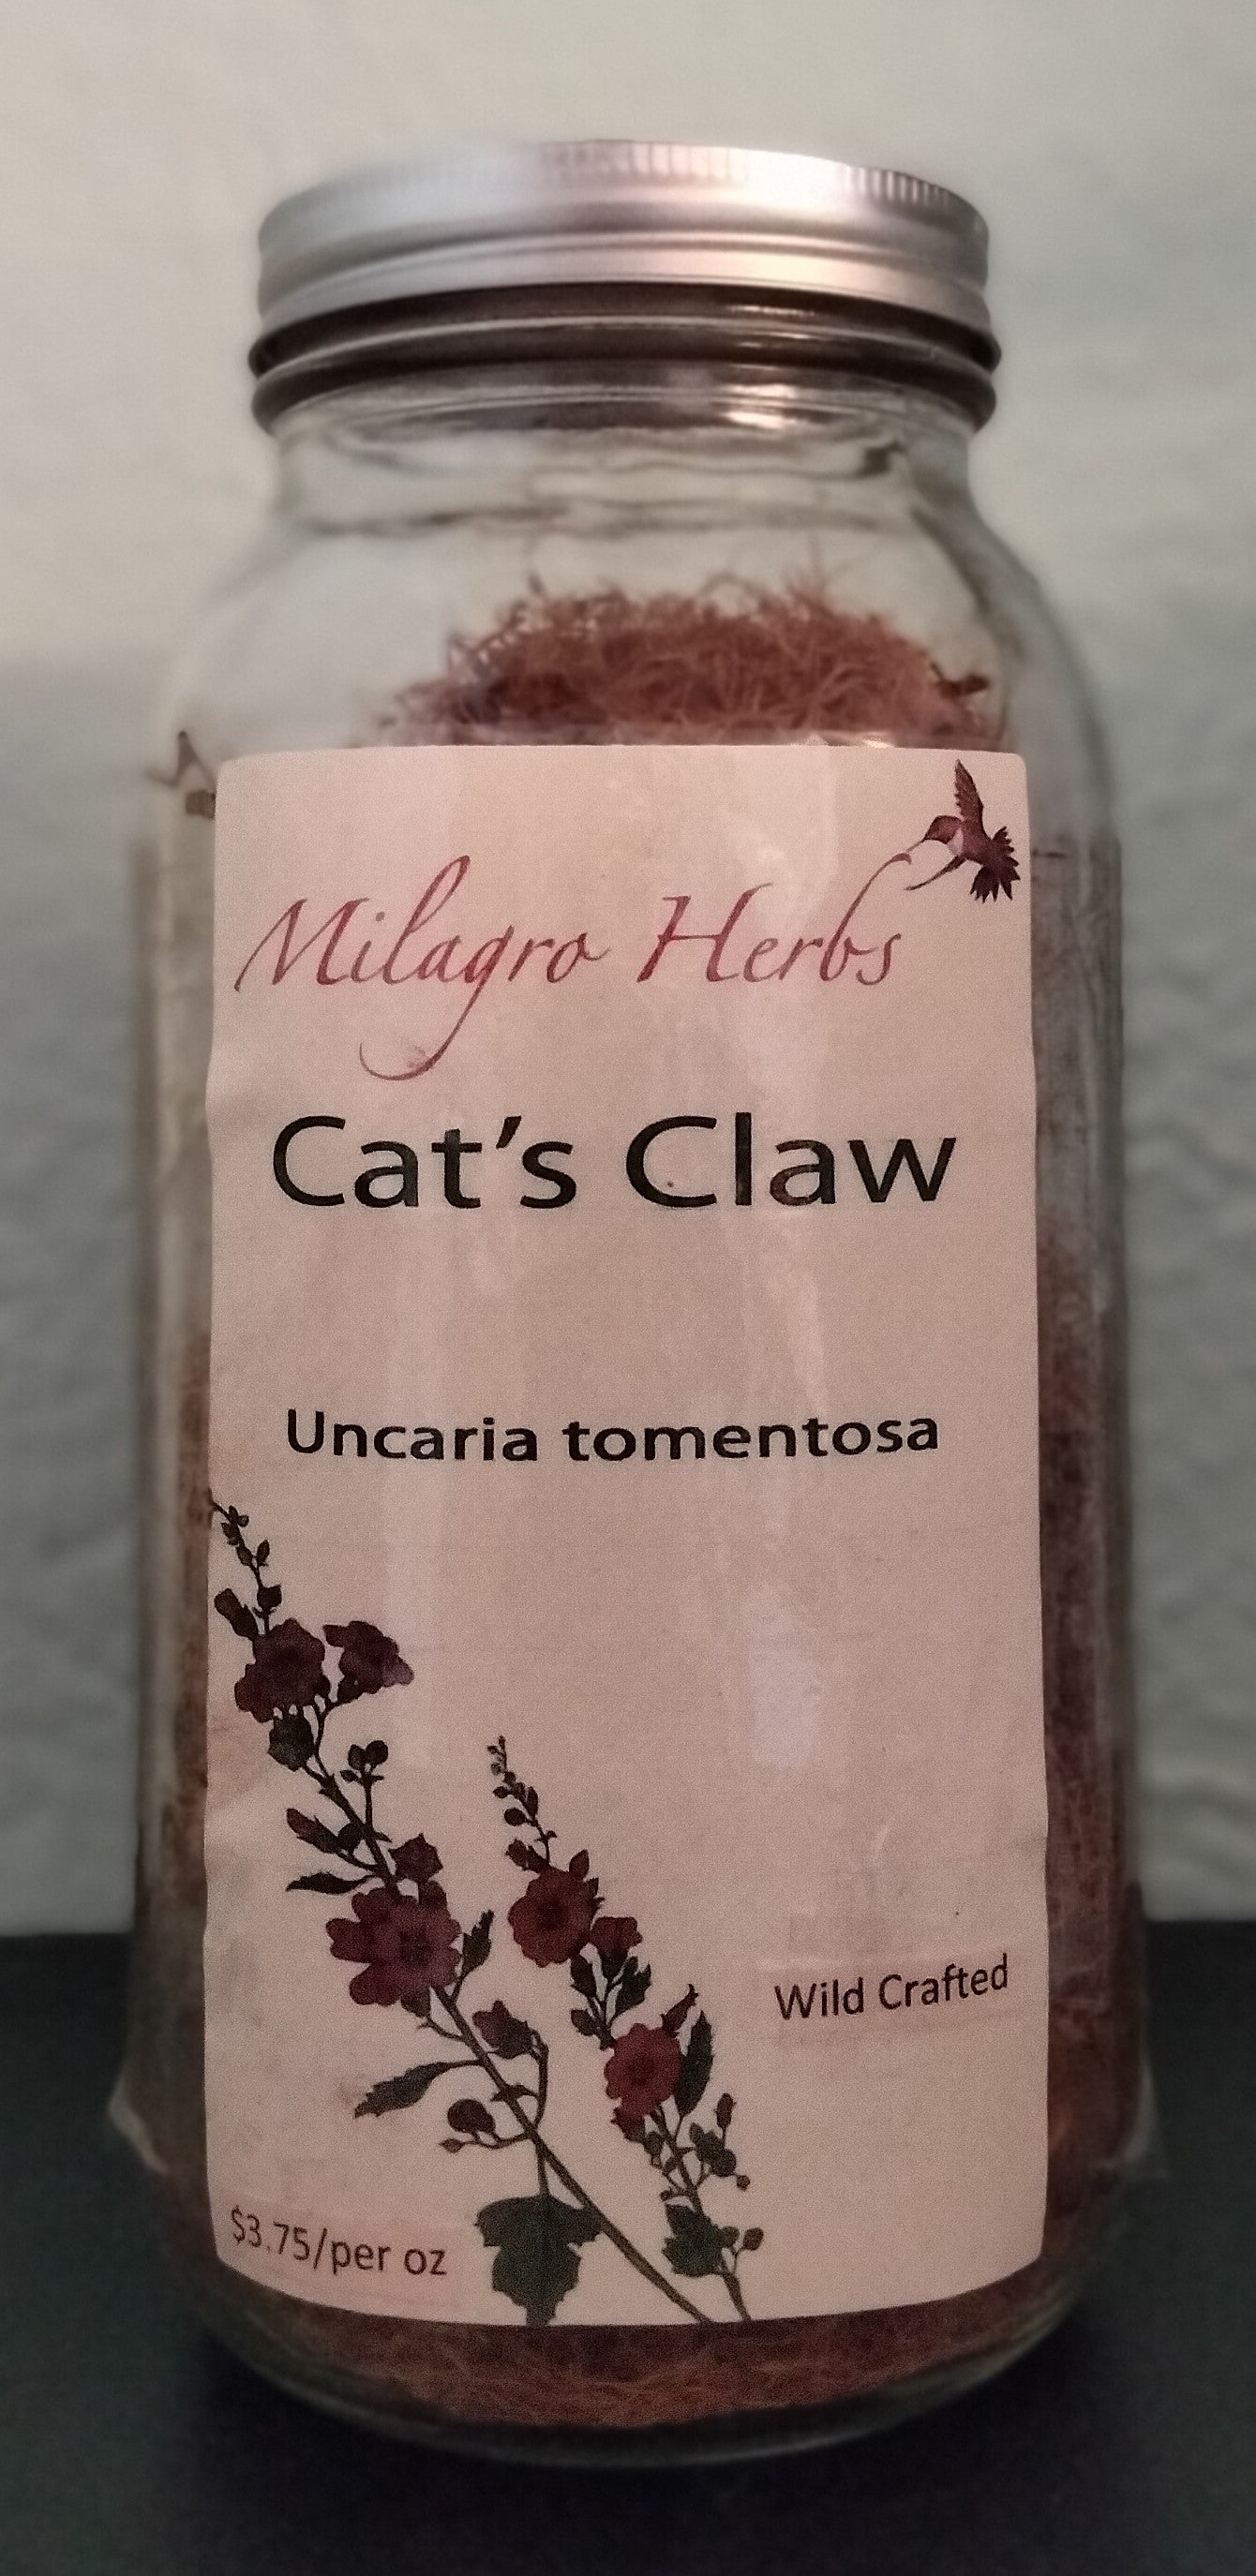 Milagro Herbs
Cat's Claw
Uncaria tomentosa
Wild Crafted
$3.75/per oz